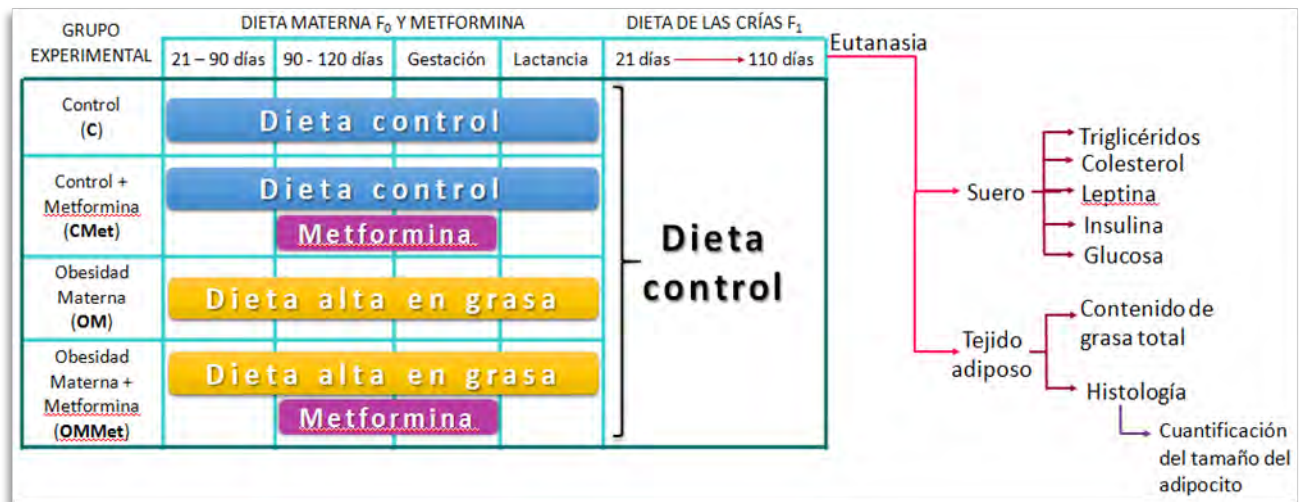 GRUPO
EXPERIMENTAL
DIETA MATERNA F₀ Y METFORMINA
DIETA DE LAS CRÍAS F₁
21 – 90 días
90 - 120 días
Gestación
Lactancia
21 días
110 días
Eutanasia
Control
(C)
Dieta control
Control +
Metformina
(CMet)
Dieta control
Metformina
Obesidad
Materna
(OM)
Dieta alta en grasa
Obesidad
Materna +
Metformina
(OMMet)
Dieta alta en grasa
Metformina
Dieta
control
Suero
Triglicéridos
Colesterol
Leptina
Insulina
Glucosa
Tejido
adiposo
Contenido de
grasa total
Histología
Cuantificación
del tamaño del
adipocito